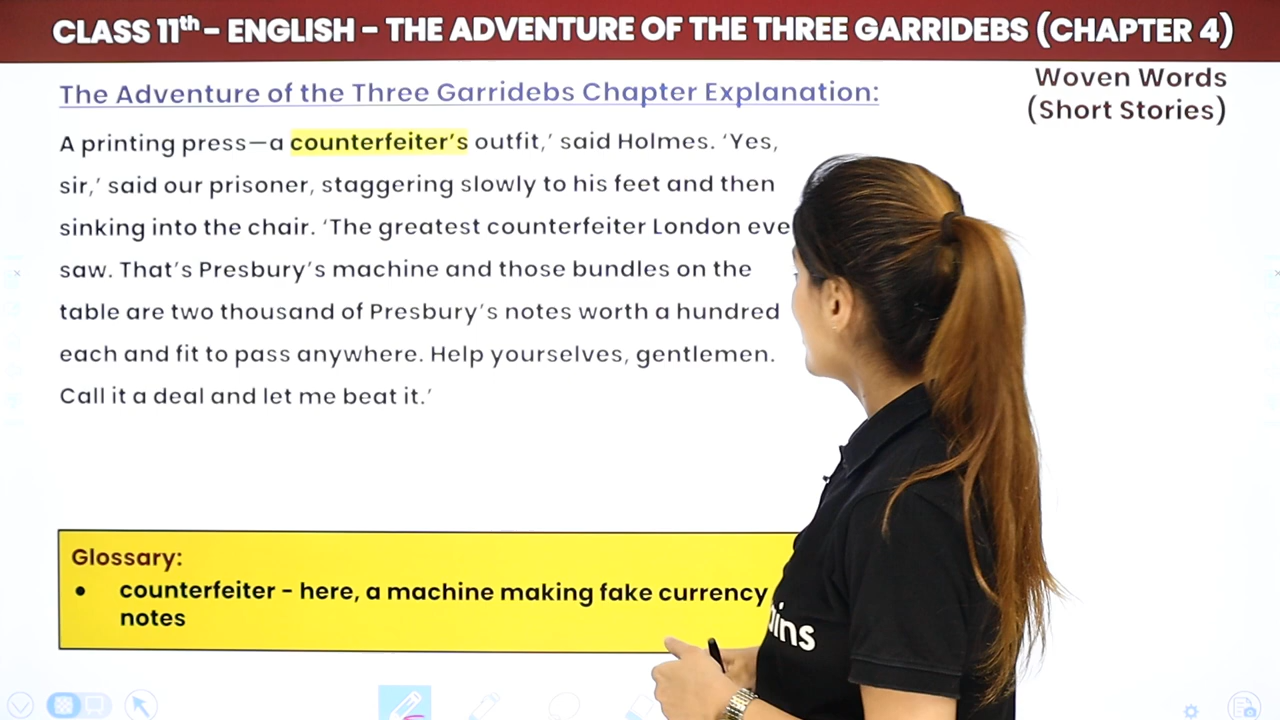 CLASS 11th - ENGLISH - THE ADVENTURE OF THE THREE GARRIDEBS (CHAPTER 4)
Woven Words
(Short Stories)
The Adventure of the Three Garridebs Chapter Explanation:
A printing press—a counterfeiter's outfit,' said Holmes. 'Yes,
sir,' said our prisoner, staggering slowly to his feet and then
sinking into the chair. 'The greatest counterfeiter London eve
saw. That's Presbury's machine and those bundles on the
table are two thousand of Presbury's notes worth a hundred
each and fit to pass anywhere. Help yourselves, gentlemen.
Call it a deal and let me beat it.'
Glossary:
• counterfeiter - here, a machine making fake currency
notes
ins